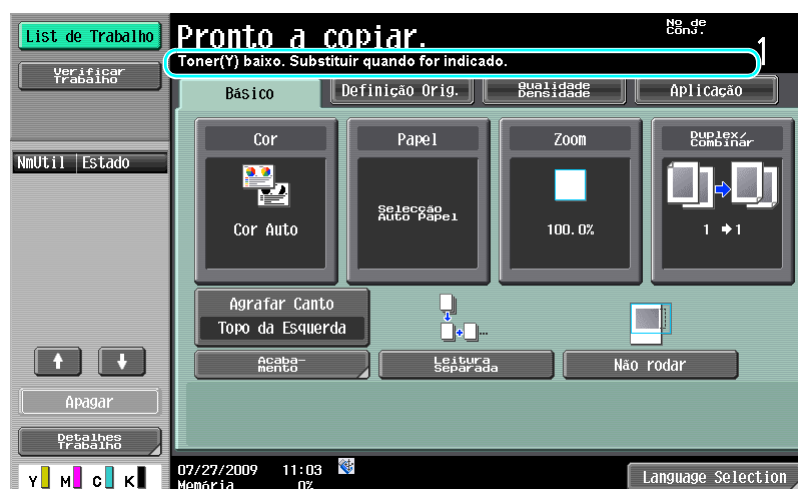 List de Trabalho
Verificar
Trabalho
NmUtil Estado
Apagar
Detalhes
Trabalho
Y M C K
Pronto a copiar.
Nº de
Conj.
1
Toner(Y) baixo. Substituir quando for indicado.
Básico
Definição Orig.
Qualidade
Densidade
Aplicação
Cor
Cor Auto
Papel
Selecção
Auto Papel
Zoom
100.0%
Duplex/
Combinar
1 → 1
Agrafar Canto
Topo da Esquerda
Acaba-
mento
Leitura
Separada
Não rodar
07/27/2009 11:03
Memória 0%
Language Selection